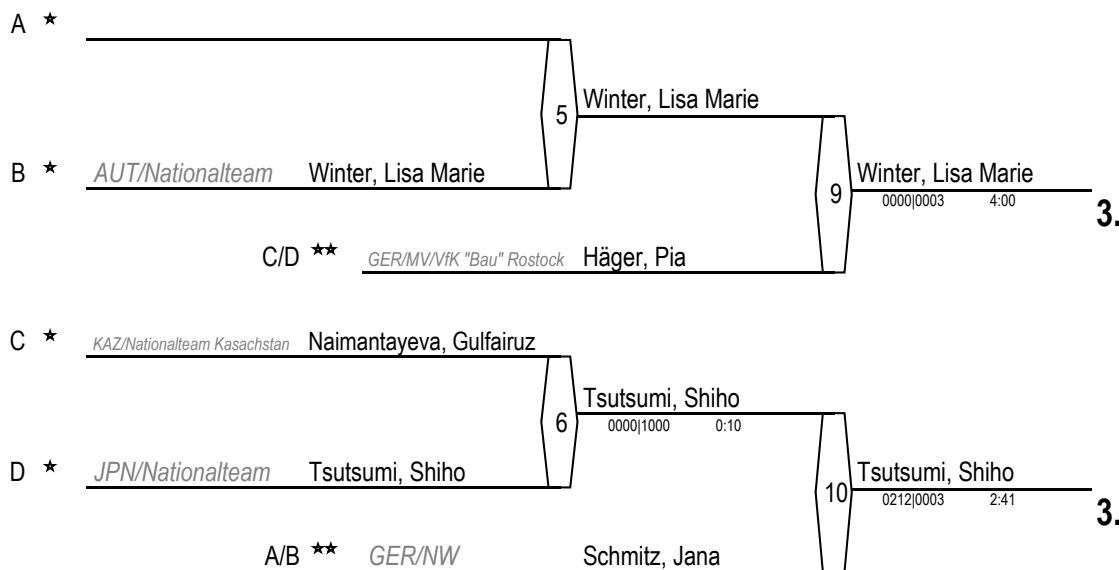 A ★
5 Winter, Lisa Marie
B ★ AUT/Nationalteam Winter, Lisa Marie
9 Winter, Lisa Marie
0000|0003 4:00
3.
C/D ★★ GER/MV/VfK "Bau" Rostock Häger, Pia
C ★ KAZ/Nationalteam Kasachstan Naimantayeva, Gulfairuz
6 Tsutsumi, Shiho
0000|1000 0:10
D ★ JPN/Nationalteam Tsutsumi, Shiho
10 Tsutsumi, Shiho
0212|0003 2:41
3.
A/B ★★ GER/NW Schmitz, Jana